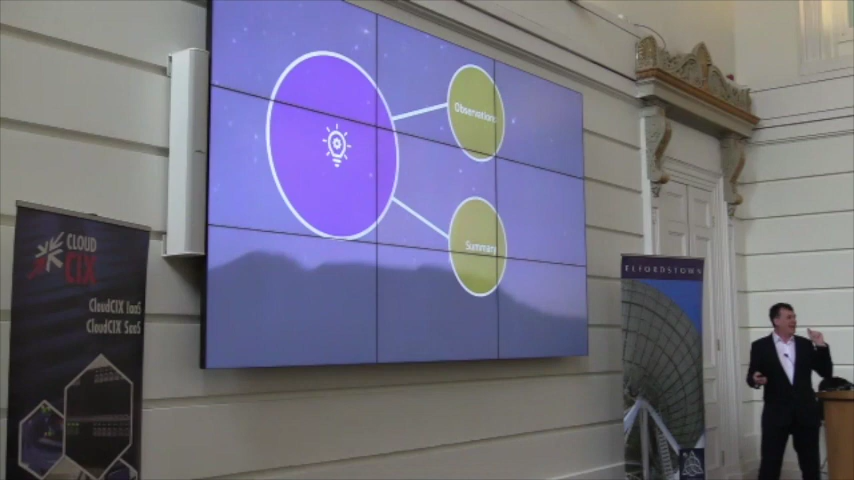 Observations
Summary
CLOUD
CIX
CloudCIX IaaS
CloudCIX SaaS
ELFORDSTOWN